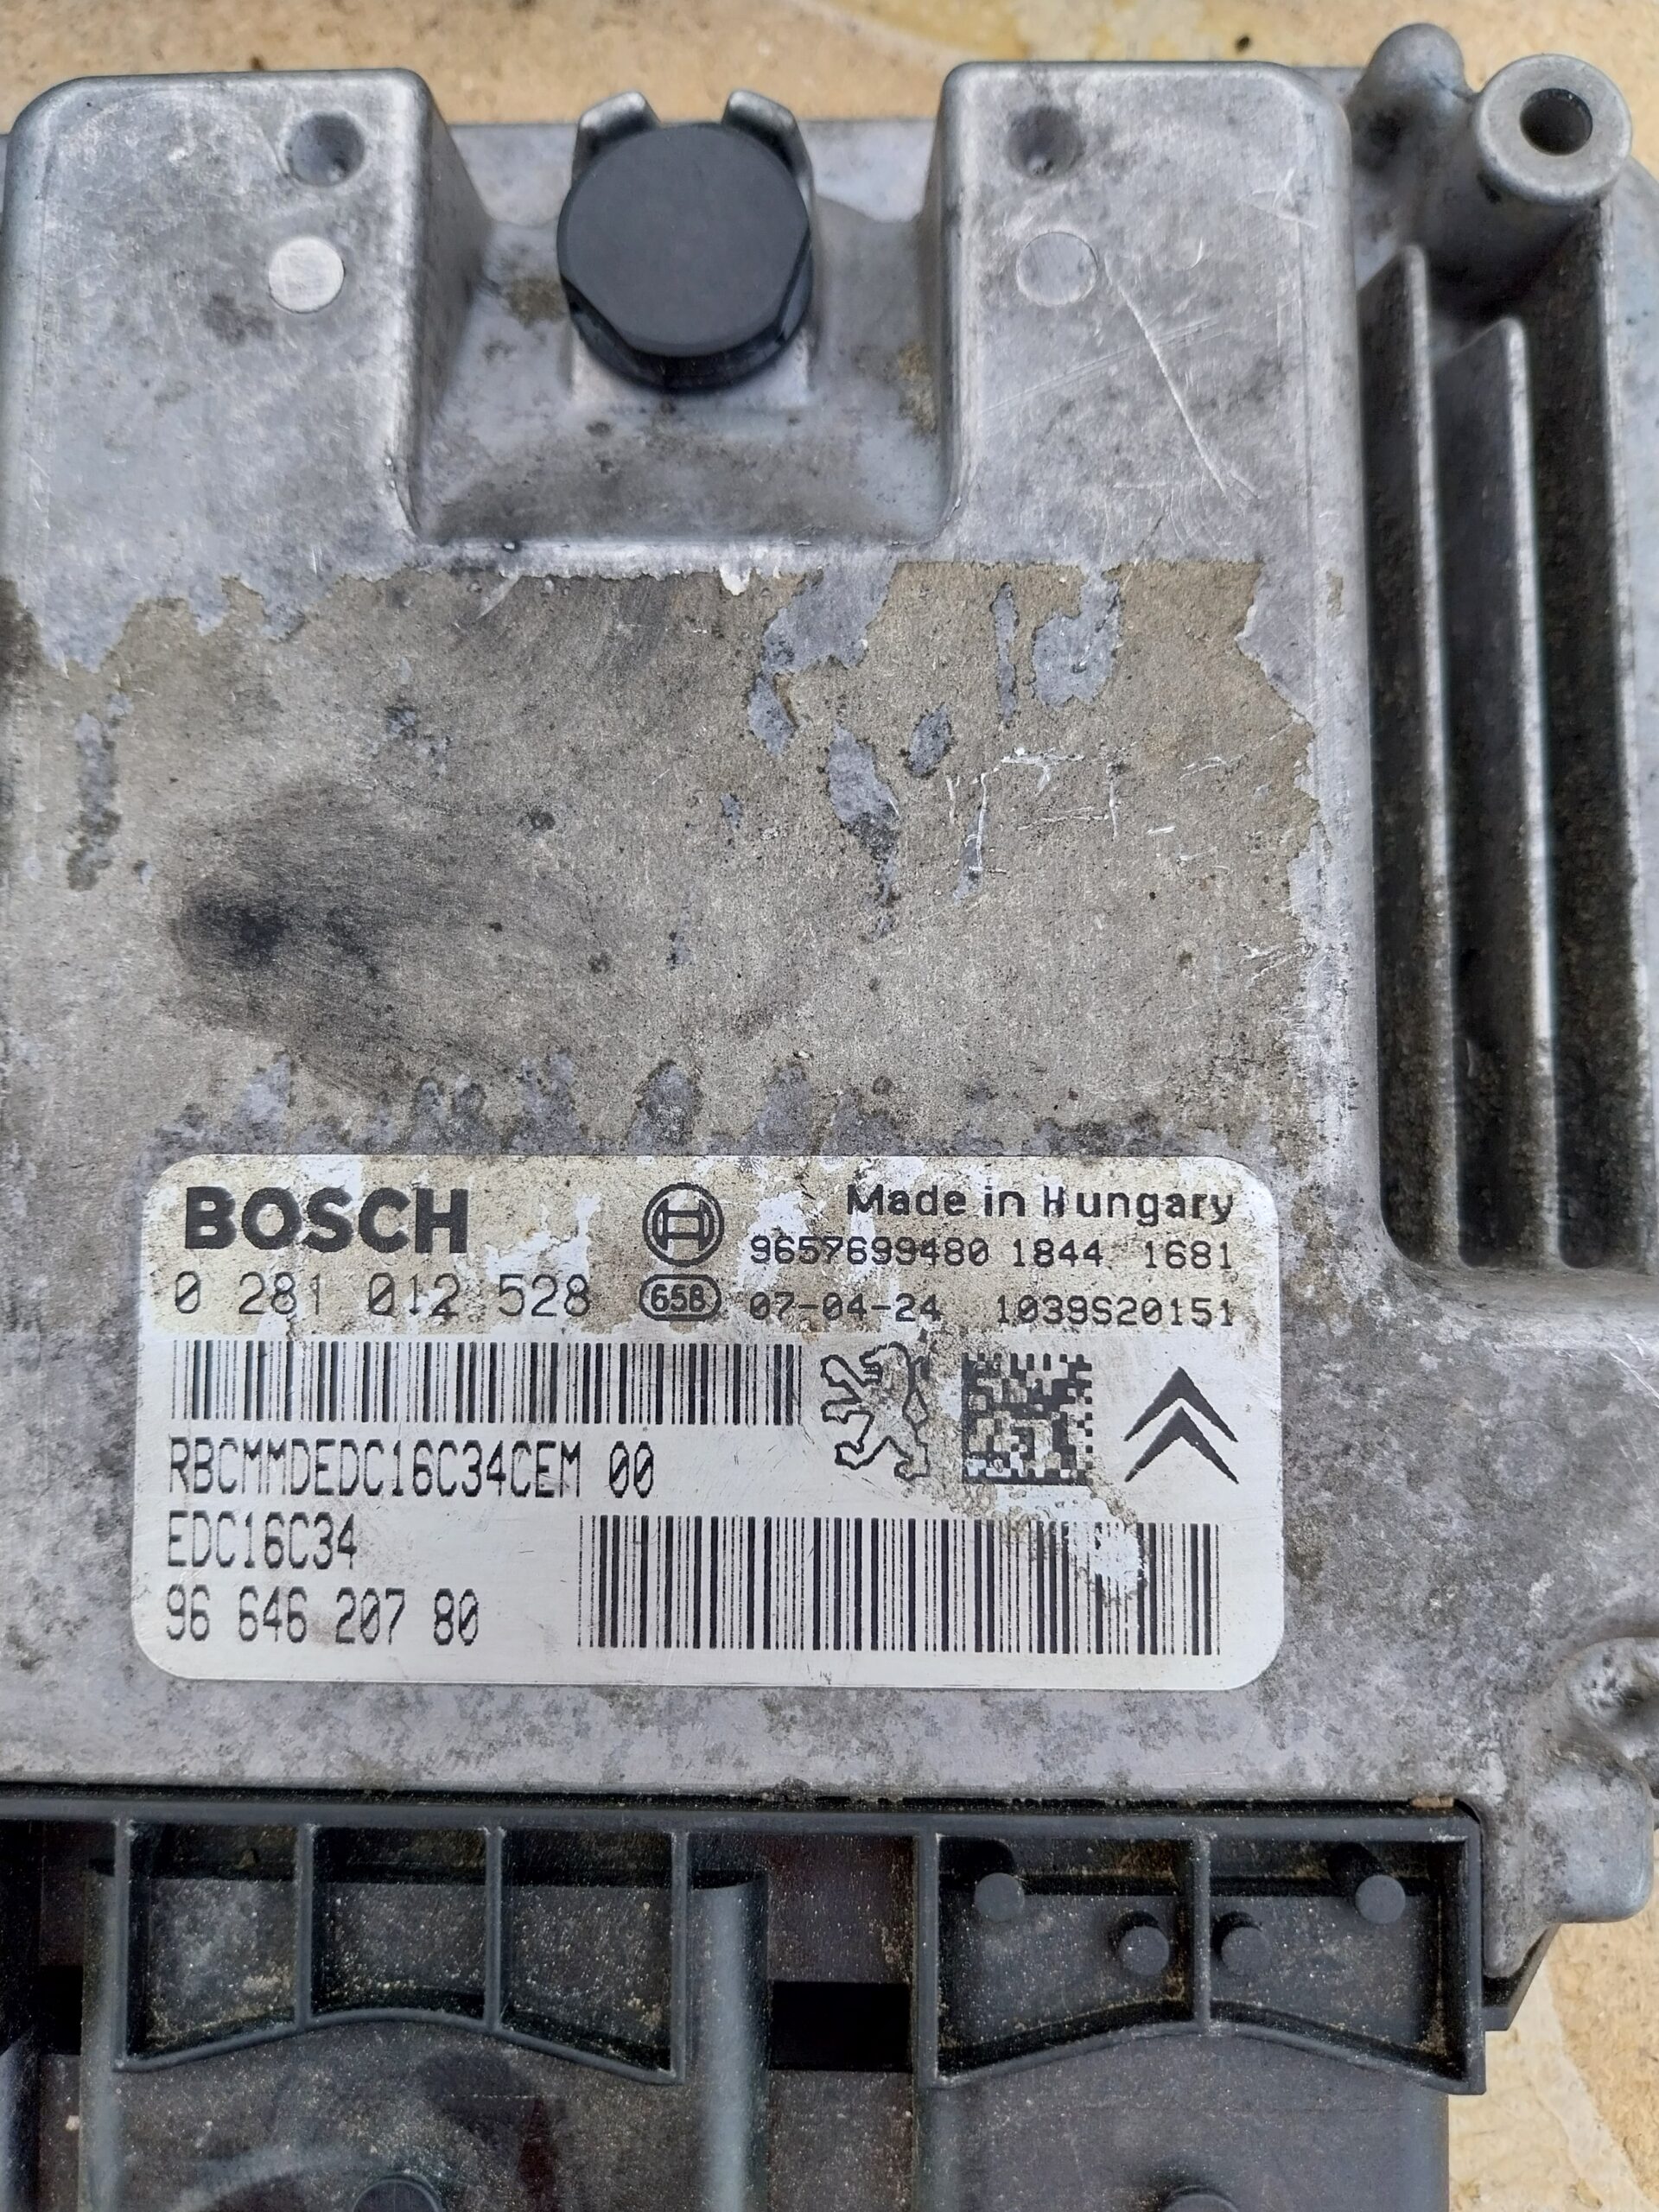 BOSCH
Made in Hungary
9657699480 1844 1681
0 281 012 528 658 07-04-24 1039S20151
RBCMMDEDC16C34CEM 00
EDC16C34
96 646 207 80